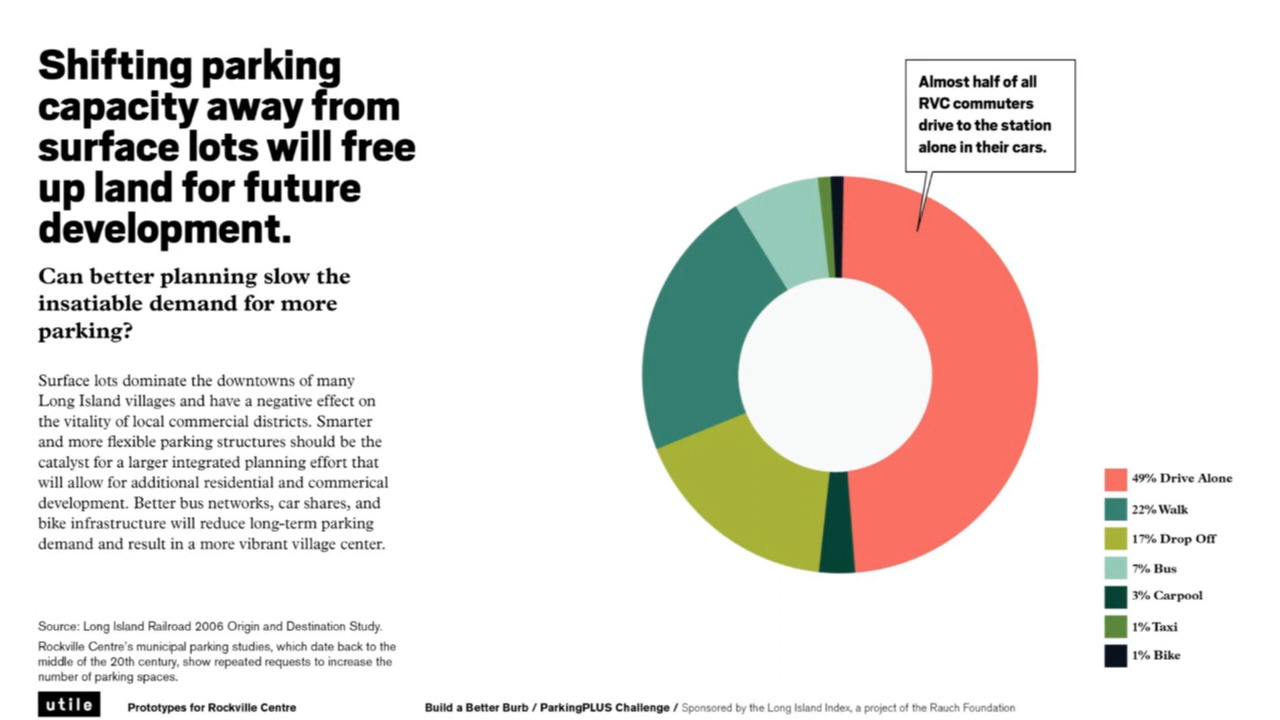 Shifting parking
capacity away from
surface lots will free
up land for future
development.
Can better planning slow the
insatiable demand for more
parking?
Surface lots dominate the downtowns of many
Long Island villages and have a negative effect on
the vitality of local commercial districts. Smarter
and more flexible parking structures should be the
catalyst for a larger integrated planning effort that
will allow for additional residential and commerical
development. Better bus networks, car shares, and
bike infrastructure will reduce long-term parking
demand and result in a more vibrant village center.
Source: Long Island Railroad 2006 Origin and Destination Study.
Rockville Centre's municipal parking studies, which date back to the
middle of the 20th century, show repeated requests to increase the
number of parking spaces.
Almost half of all
RVC commuters
drive to the station
alone in their cars.
49% Drive Alone
22% Walk
17% Drop Off
7% Bus
3% Carpool
1% Taxi
1% Bike
utile Prototypes for Rockville Centre Build a Better Burb / ParkingPLUS Challenge / Sponsored by the Long Island Index, a project of the Rauch Foundation